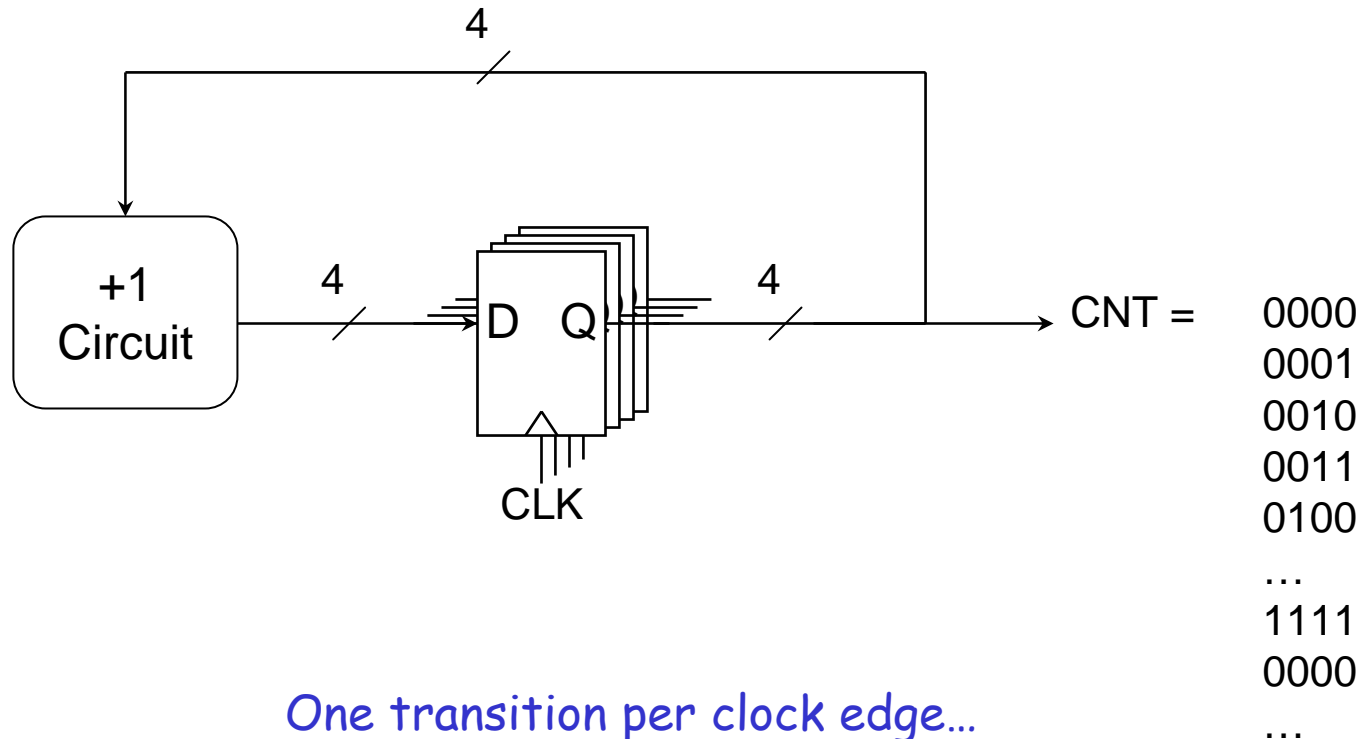 4
+1
Circuit
4
D Q
4
CLK
CNT =
0000
0001
0010
0011
0100
…
1111
0000
…
One transition per clock edge…